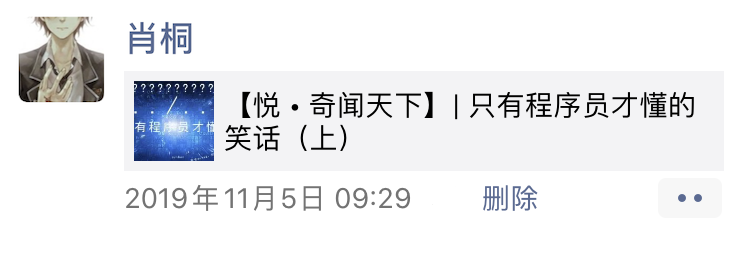 肖桐
??????????
有程序员才懂
【悦 • 奇闻天下】| 只有程序员才懂的
笑话（上）
2019年11月5日 09:29
删除